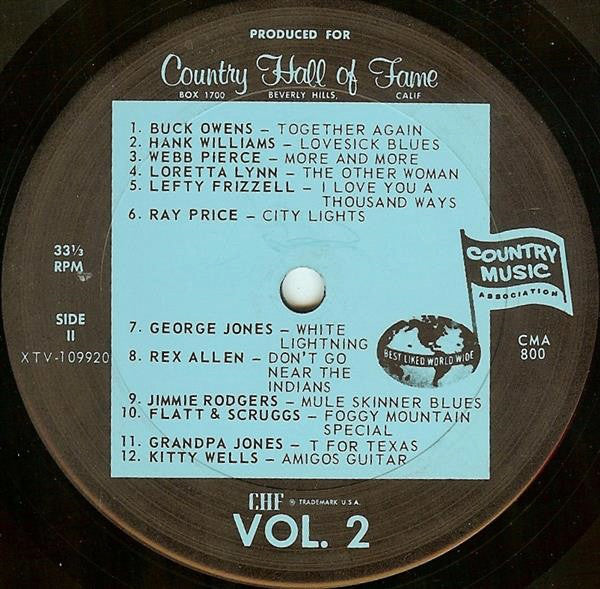 PRODUCED FOR
Country Hall of Fame
BOX 1700 BEVERLY HILLS, CALIF
1. BUCK OWENS – TOGETHER AGAIN
2. HANK WILLIAMS – LOVESICK BLUES
3. WEBB PIERCE – MORE AND MORE
4. LORETTA LYNN – THE OTHER WOMAN
5. LEFTY FRIZZELL – I LOVE YOU A
THOUSAND WAYS
6. RAY PRICE – CITY LIGHTS
33⅓
RPM
SIDE
II
XTV-109920
COUNTRY
MUSIC
ASSOCIATION
CMA
800
BEST LIKED WORLD WIDE
7. GEORGE JONES – WHITE
LIGHTNING
8. REX ALLEN – DON'T GO
NEAR THE
INDIANS
9. JIMMIE RODGERS – MULE SKINNER BLUES
10. FLATT & SCRUGGS – FOGGY MOUNTAIN
SPECIAL
11. GRANDPA JONES – T FOR TEXAS
12. KITTY WELLS – AMIGOS GUITAR
CHF ® TRADEMARK U.S.A.
VOL. 2